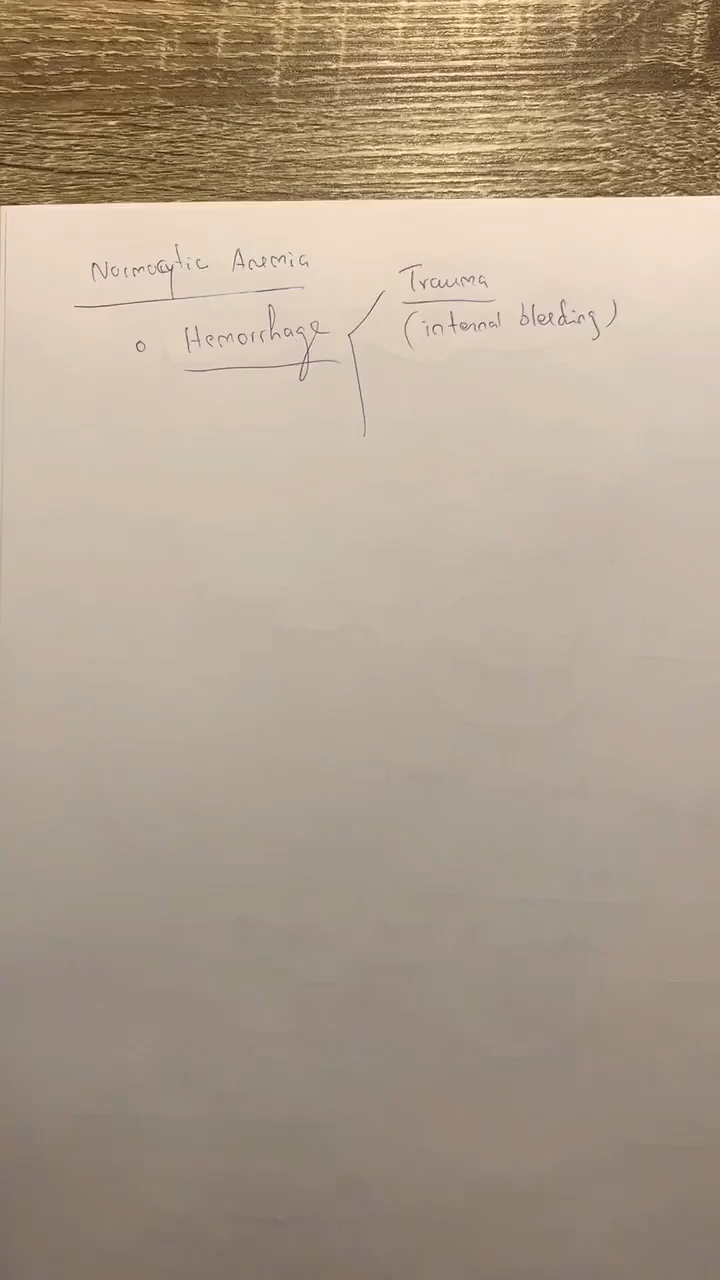 Normocytic Anemia
o Hemorrhage
Trauma
(internal bleeding)